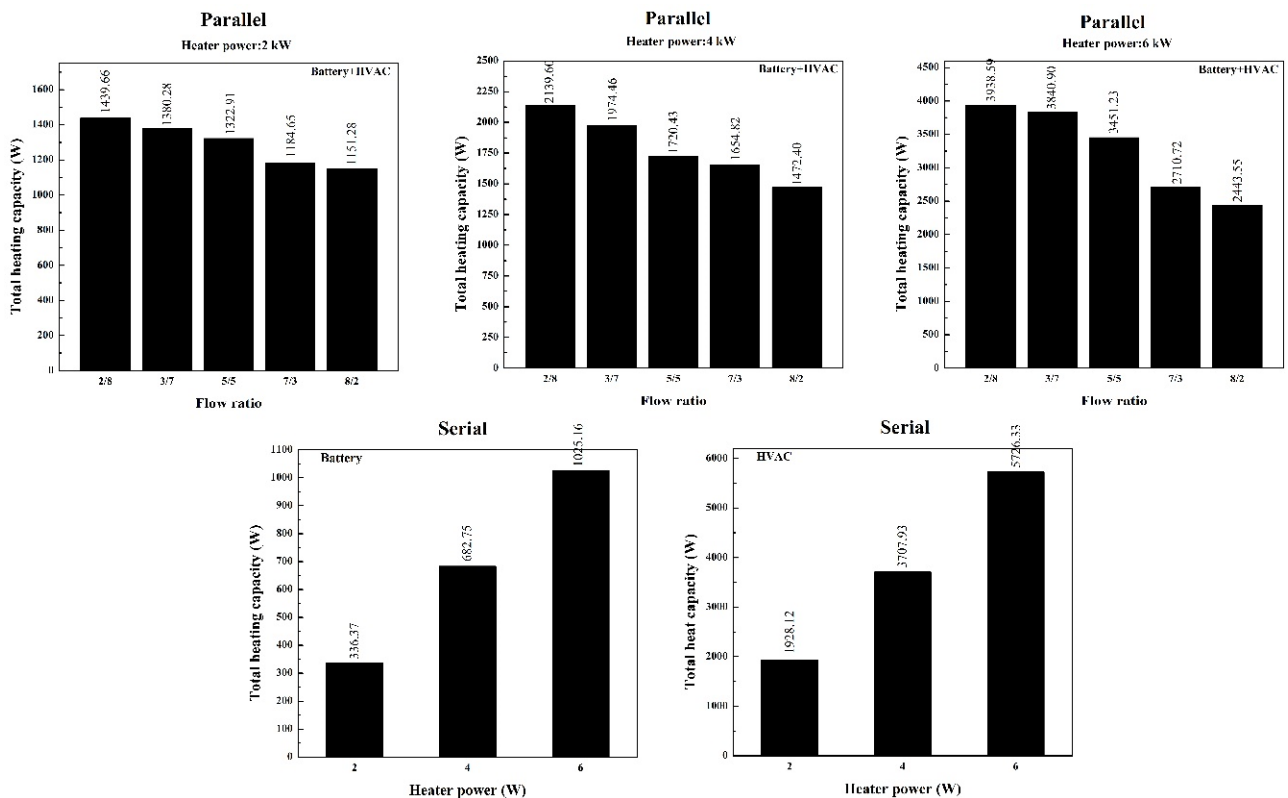 Parallel
Heater power:2 kW
Battery+HVAC
Total heating capacity (W)
1600
1400
1200
1000
800
600
400
200
0
1439.66
1380.28
1322.91
1184.65
1151.28
2/8 3/7 5/5 7/3 8/2
Flow ratio
Parallel
Heater power:4 kW
Battery+HVAC
Total heating capacity (W)
2500
2250
2000
1750
1500
1250
1000
750
500
250
0
2139.60
1974.46
1720.43
1654.82
1472.40
2/8 3/7 5/5 7/3 8/2
Flow ratio
Parallel
Heater power:6 kW
Battery+HVAC
Total heating capacity (W)
4500
4000
3500
3000
2500
2000
1500
1000
500
0
3938.59
3840.90
3451.23
2710.72
2443.55
2/8 3/7 5/5 7/3 8/2
Flow ratio
Serial
Battery
Total heating capacity (W)
1100
1000
900
800
700
600
500
400
300
200
100
0
336.37
682.75
1025.16
2 4 6
Heater power (W)
Serial
HVAC
Total heat capacity (W)
6000
5000
4000
3000
2000
1000
0
1928.12
3707.93
5726.33
2 4 6
Heater power (W)